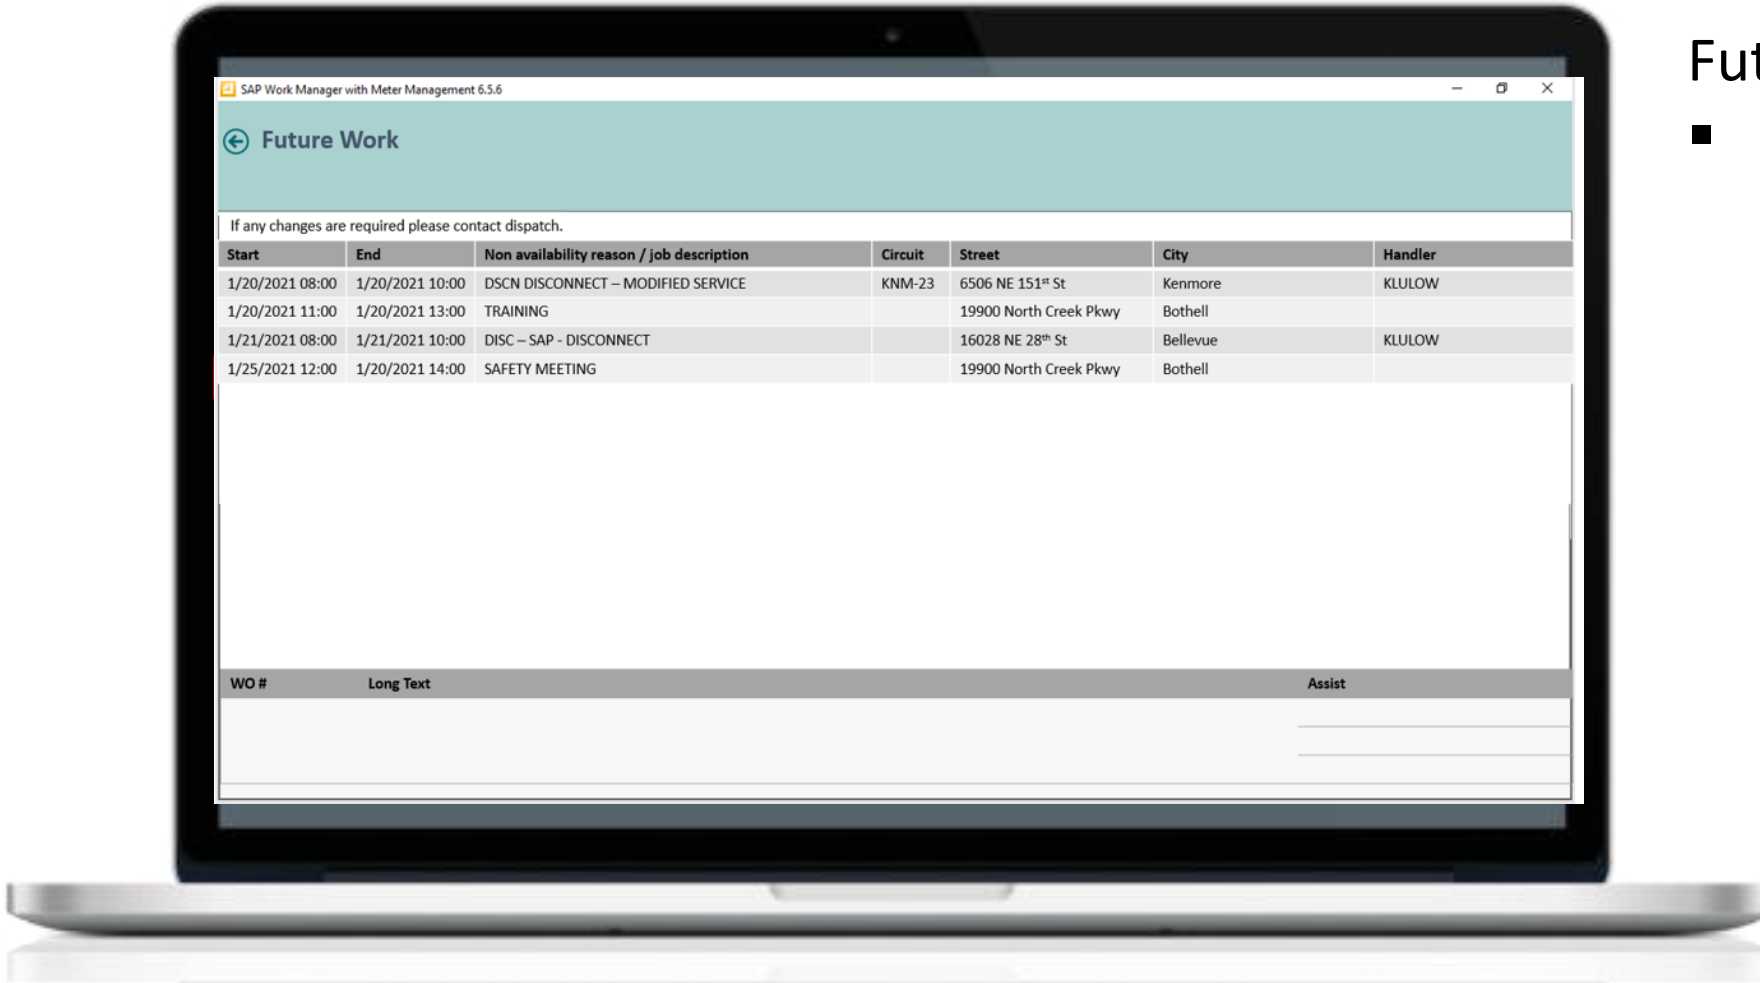 SAP Work Manager with Meter Management 6.5.6
Future Work
If any changes are required please contact dispatch.
Start End Non availability reason / job description Circuit Street City Handler
1/20/2021 08:00 1/20/2021 10:00 DSCN DISCONNECT – MODIFIED SERVICE KNM-23 6506 NE 151st St Kenmore KLULOW
1/20/2021 11:00 1/20/2021 13:00 TRAINING 19900 North Creek Pkwy Bothell
1/21/2021 08:00 1/21/2021 10:00 DISC – SAP - DISCONNECT 16028 NE 28th St Bellevue KLULOW
1/25/2021 12:00 1/20/2021 14:00 SAFETY MEETING 19900 North Creek Pkwy Bothell
WO # Long Text Assist